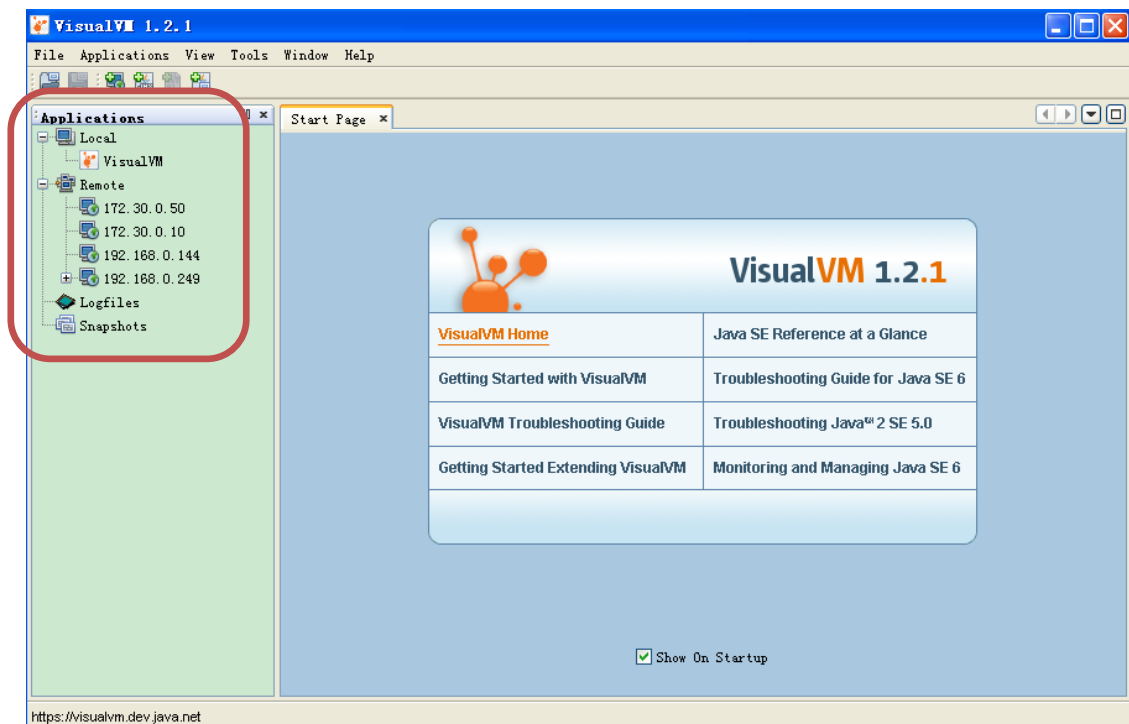 VisualVM 1.2.1
File Applications View Tools Window Help
Applications
Start Page
Local
VisualVM
Remote
172.30.0.50
172.30.0.10
192.168.0.144
192.168.0.249
Logfiles
Snapshots
VisualVM 1.2.1
VisualVM Home
Java SE Reference at a Glance
Getting Started with VisualVM
Troubleshooting Guide for Java SE 6
VisualVM Troubleshooting Guide
Troubleshooting Java™ 2 SE 5.0
Getting Started Extending VisualVM
Monitoring and Managing Java SE 6
Show On Startup
https://visualvm.dev.java.net